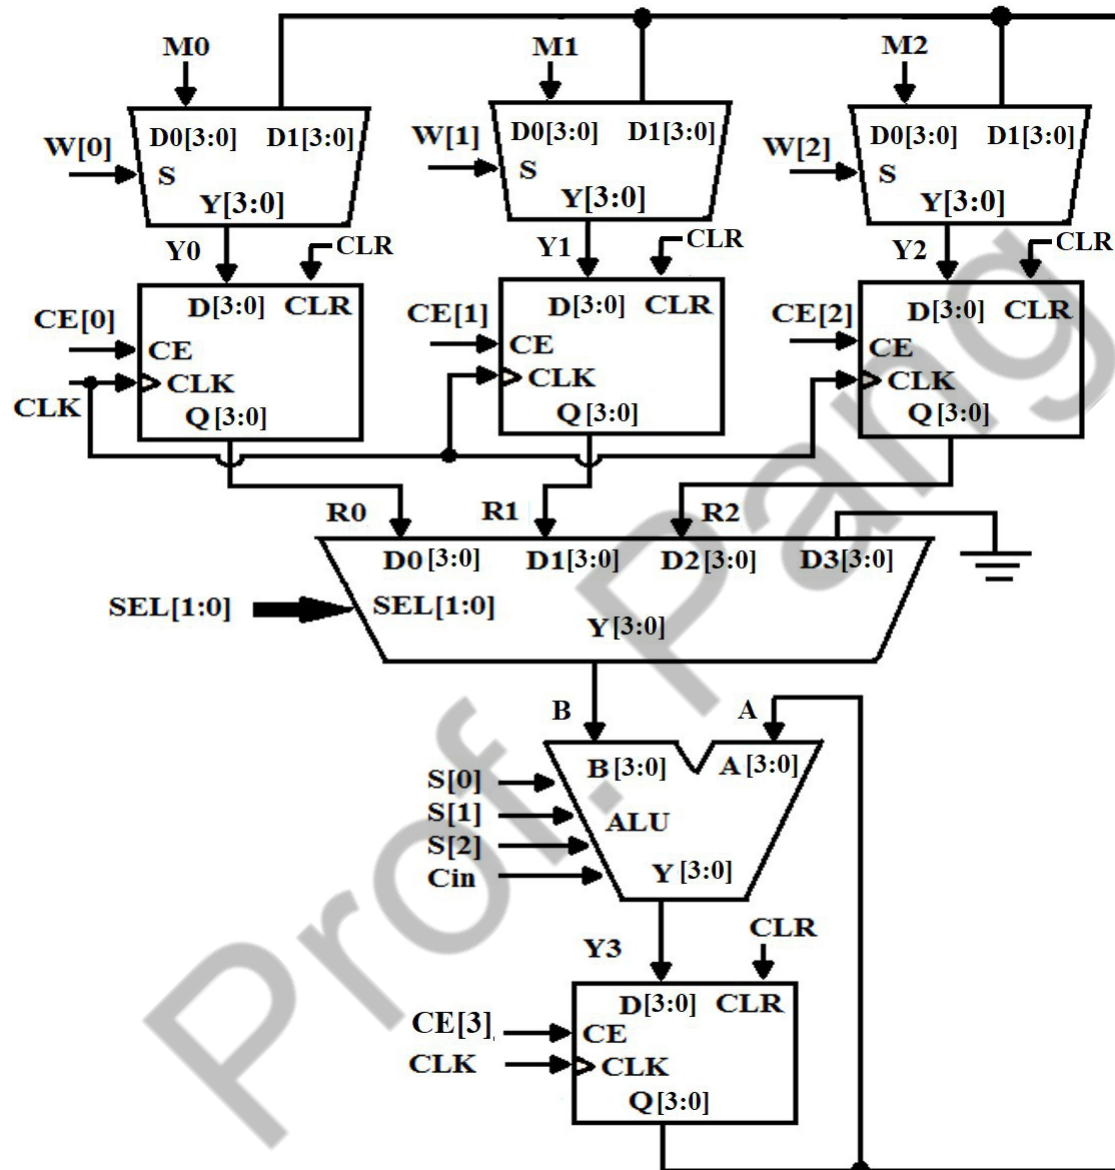 M0 M1 M2
D0[3:0] D1[3:0] D0[3:0] D1[3:0] D0[3:0] D1[3:0]
W[0] W[1] W[2]
S S S
Y[3:0] Y[3:0] Y[3:0]
Y0 CLR Y1 CLR Y2 CLR
D[3:0] CLR D[3:0] CLR D[3:0] CLR
CE[0] CE[1] CE[2]
CE CE CE
CLK CLK CLK
CLK
Q[3:0] Q[3:0] Q[3:0]
R0 R1 R2
D0[3:0] D1[3:0] D2[3:0] D3[3:0]
SEL[1:0] SEL[1:0]
Y[3:0]
B A
B[3:0] A[3:0]
S[0]
S[1] ALU
S[2]
Cin Y[3:0]
Y3 CLR
D[3:0] CLR
CE[3] CE
CLK CLK
Q[3:0]
Prof. Pang